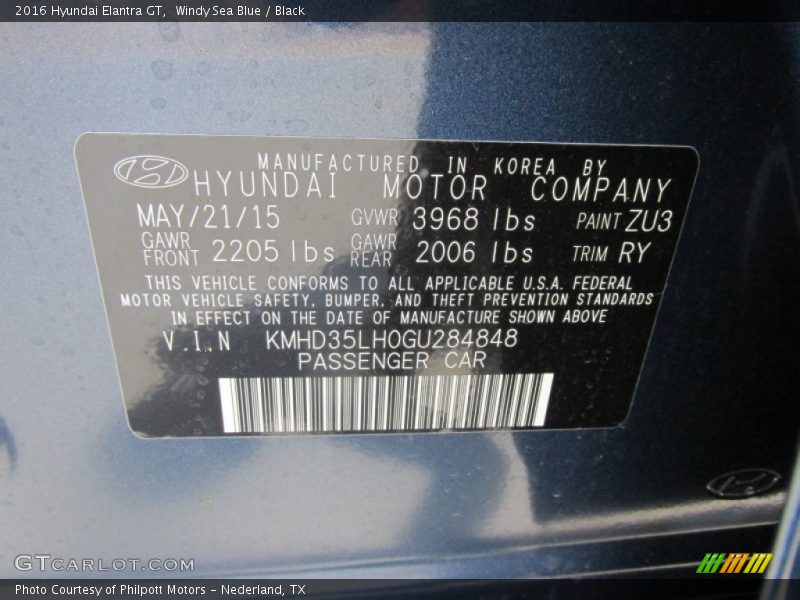 2016 Hyundai Elantra GT, Windy Sea Blue / Black
MANUFACTURED IN KOREA BY
HYUNDAI MOTOR COMPANY
MAY/21/15 GVWR 3968 lbs PAINT ZU3
GAWR FRONT 2205 lbs GAWR REAR 2006 lbs TRIM RY
THIS VEHICLE CONFORMS TO ALL APPLICABLE U.S.A. FEDERAL
MOTOR VEHICLE SAFETY, BUMPER, AND THEFT PREVENTION STANDARDS
IN EFFECT ON THE DATE OF MANUFACTURE SHOWN ABOVE
V.I.N KMHD35LH0GU284848
PASSENGER CAR
GTCARLOT.COM
Photo Courtesy of Philpott Motors - Nederland, TX